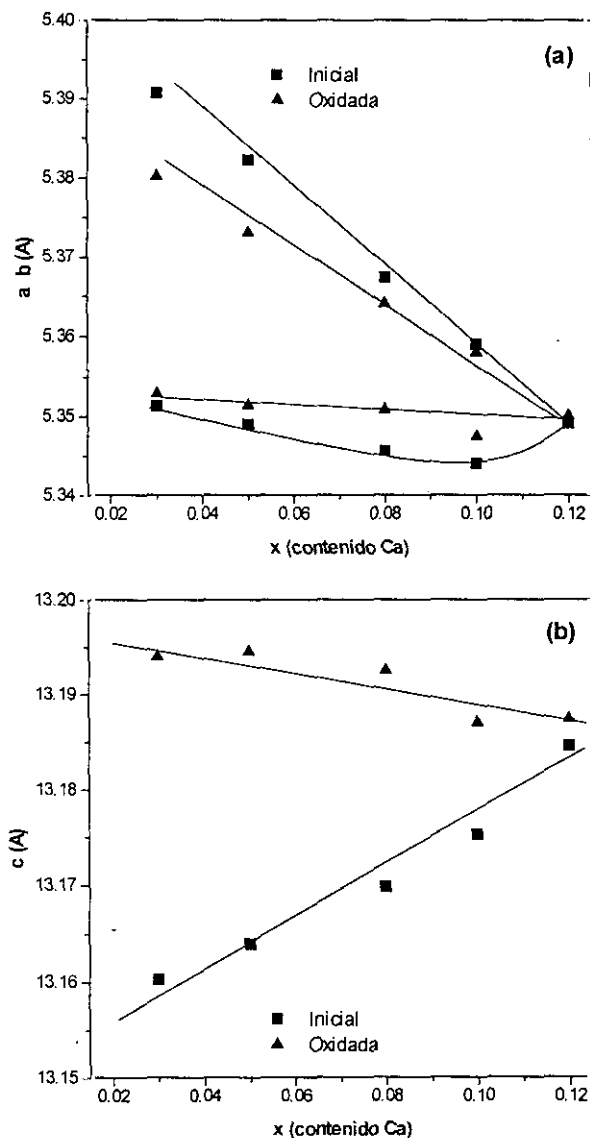 (a)
Inicial
Oxidada
5.40
5.39
5.38
5.37
5.36
5.35
5.34
a b (A)
0.02 0.04 0.06 0.08 0.10 0.12
x (contenido Ca)
(b)
13.20
13.19
13.18
13.17
13.16
13.15
c (A)
Inicial
Oxidada
0.02 0.04 0.06 0.08 0.10 0.12
x (contenido Ca)